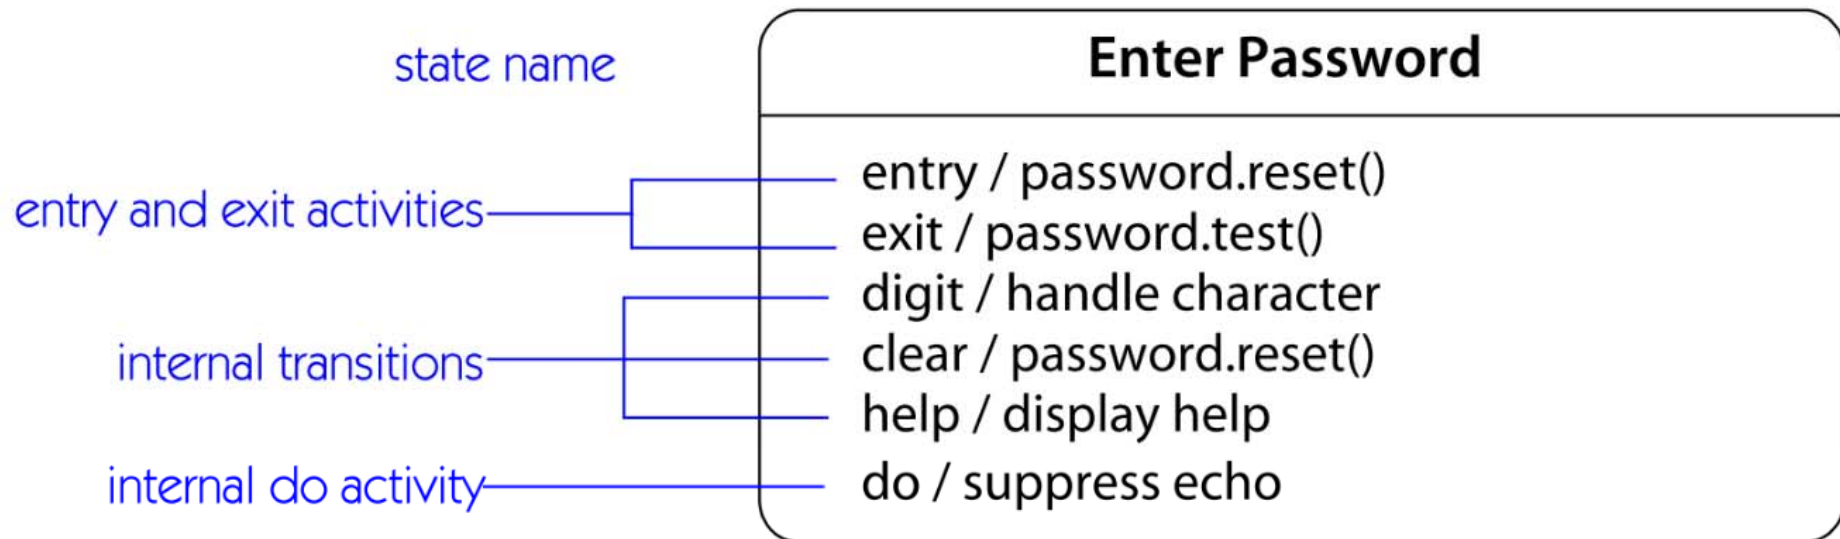 state name
Enter Password
entry and exit activities
entry / password.reset()
exit / password.test()
internal transitions
digit / handle character
clear / password.reset()
help / display help
internal do activity
do / suppress echo